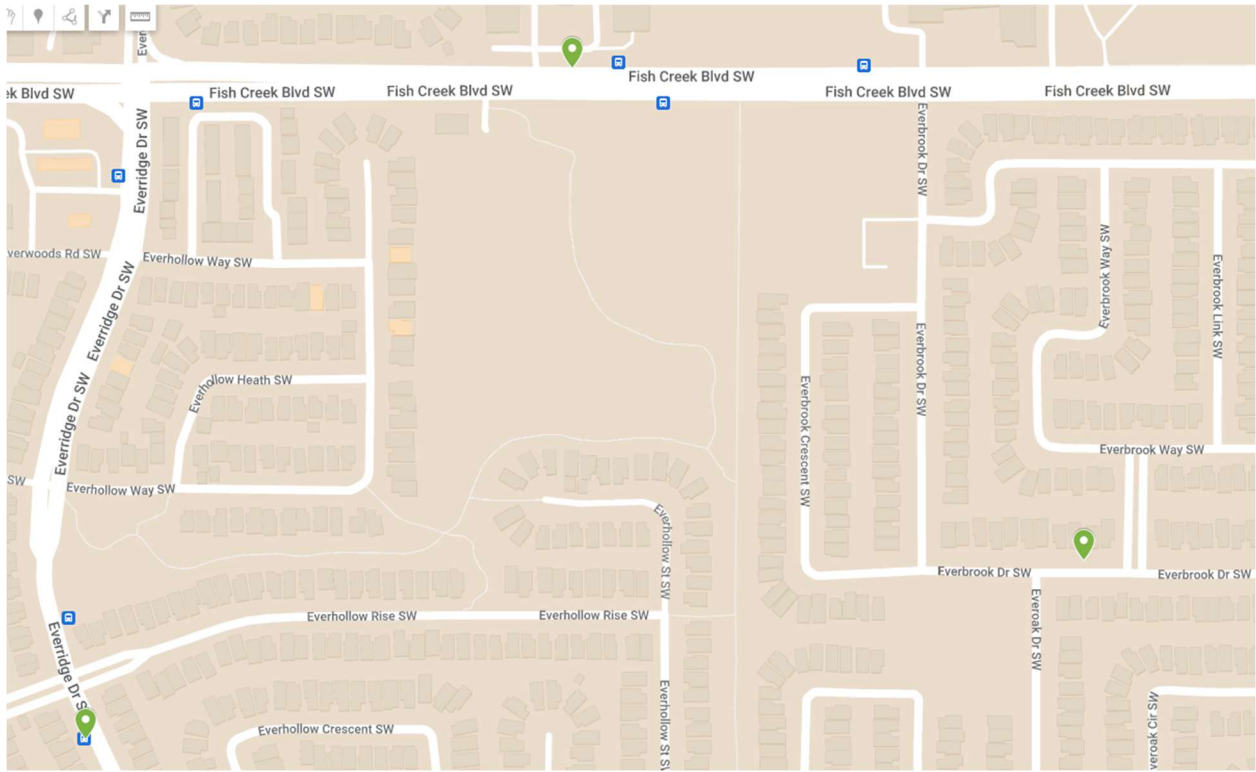 Ever
Fish Creek Blvd SW
ek Blvd SW
Fish Creek Blvd SW
Fish Creek Blvd SW
Fish Creek Blvd SW
Fish Creek Blvd SW
Everridge Dr SW
Everbrook Dr SW
verwoods Rd SW
Everhollow Way SW
Everbrook Way SW
Everbrook Link SW
Everridge Dr SW
Everbrook Dr SW
Everhollow Heath SW
Everbrook Crescent SW
Everridge Dr SW
Everbrook Way SW
SW
Everhollow Way SW
Everhollow St SW
Everbrook Dr SW
Everbrook Dr SW
Everhollow Rise SW
Everhollow Rise SW
Everoak Dr SW
Everridge Dr S
Everhollow St SW
veroak Cir SW
Everhollow Crescent SW